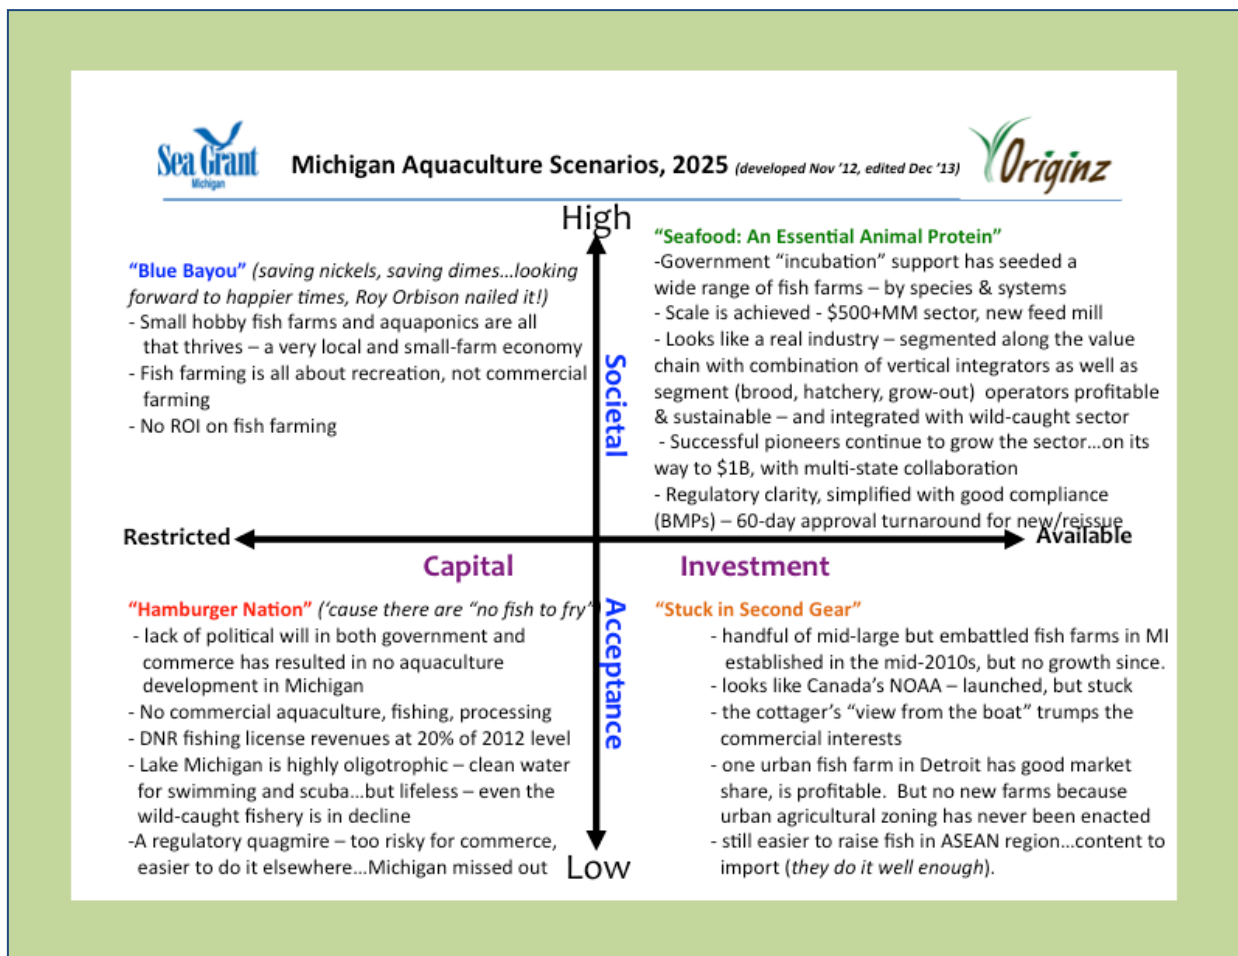 Sea Grant
Michigan
Michigan Aquaculture Scenarios, 2025 (developed Nov ’12, edited Dec ’13)
Originz
High
“Blue Bayou” (saving nickels, saving dimes…looking
forward to happier times, Roy Orbison nailed it!)
- Small hobby fish farms and aquaponics are all
that thrives – a very local and small-farm economy
- Fish farming is all about recreation, not commercial
farming
- No ROI on fish farming
“Seafood: An Essential Animal Protein”
-Government “incubation” support has seeded a
wide range of fish farms – by species & systems
- Scale is achieved - $500+MM sector, new feed mill
- Looks like a real industry – segmented along the value
chain with combination of vertical integrators as well as
segment (brood, hatchery, grow-out) operators profitable
& sustainable – and integrated with wild-caught sector
- Successful pioneers continue to grow the sector…on its
way to $1B, with multi-state collaboration
- Regulatory clarity, simplified with good compliance
(BMPs) – 60-day approval turnaround for new/reissue
Societal
Restricted
Available
Capital
Investment
“Hamburger Nation” (‘cause there are “no fish to fry”)
- lack of political will in both government and
commerce has resulted in no aquaculture
development in Michigan
- No commercial aquaculture, fishing, processing
- DNR fishing license revenues at 20% of 2012 level
- Lake Michigan is highly oligotrophic – clean water
for swimming and scuba…but lifeless – even the
wild-caught fishery is in decline
-A regulatory quagmire – too risky for commerce,
easier to do it elsewhere…Michigan missed out
Acceptance
“Stuck in Second Gear”
- handful of mid-large but embattled fish farms in MI
established in the mid-2010s, but no growth since.
- looks like Canada’s NOAA – launched, but stuck
- the cottager’s “view from the boat” trumps the
commercial interests
- one urban fish farm in Detroit has good market
share, is profitable. But no new farms because
urban agricultural zoning has never been enacted
- still easier to raise fish in ASEAN region…content to
import (they do it well enough).
Low